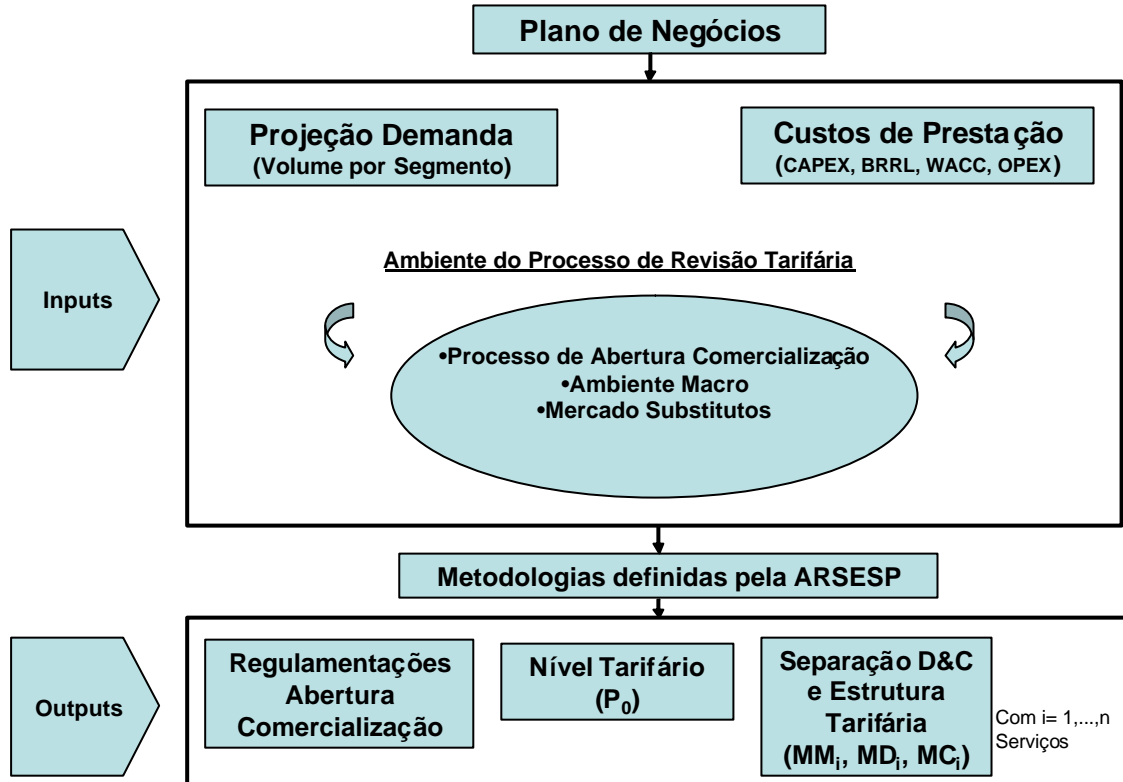 Plano de Negócios
Projeção Demanda
(Volume por Segmento)
Custos de Prestação
(CAPEX, BRRL, WACC, OPEX)
Inputs
Ambiente do Processo de Revisão Tarifária
•Processo de Abertura Comercialização
•Ambiente Macro
•Mercado Substitutos
Metodologias definidas pela ARSESP
Outputs
Regulamentações
Abertura
Comercialização
Nível Tarifário
(P₀)
Separação D&C
e Estrutura
Tarifária
(MMᵢ, MDᵢ, MCᵢ)
Com i= 1,...,n
Serviços